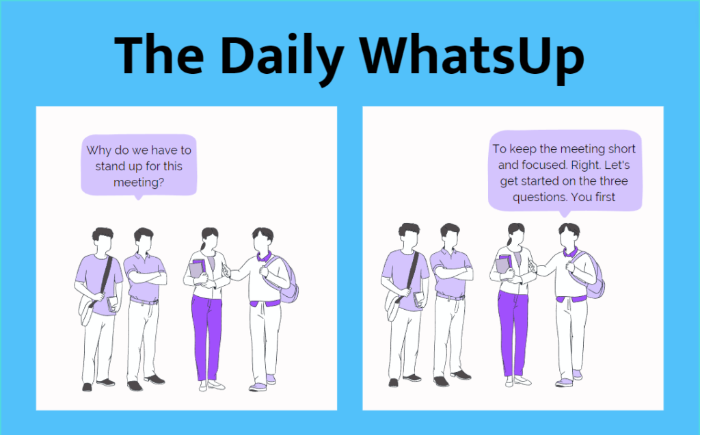 The Daily WhatsUp
Why do we have to
stand up for this
meeting?
To keep the meeting short
and focused. Right. Let's
get started on the three
questions. You first